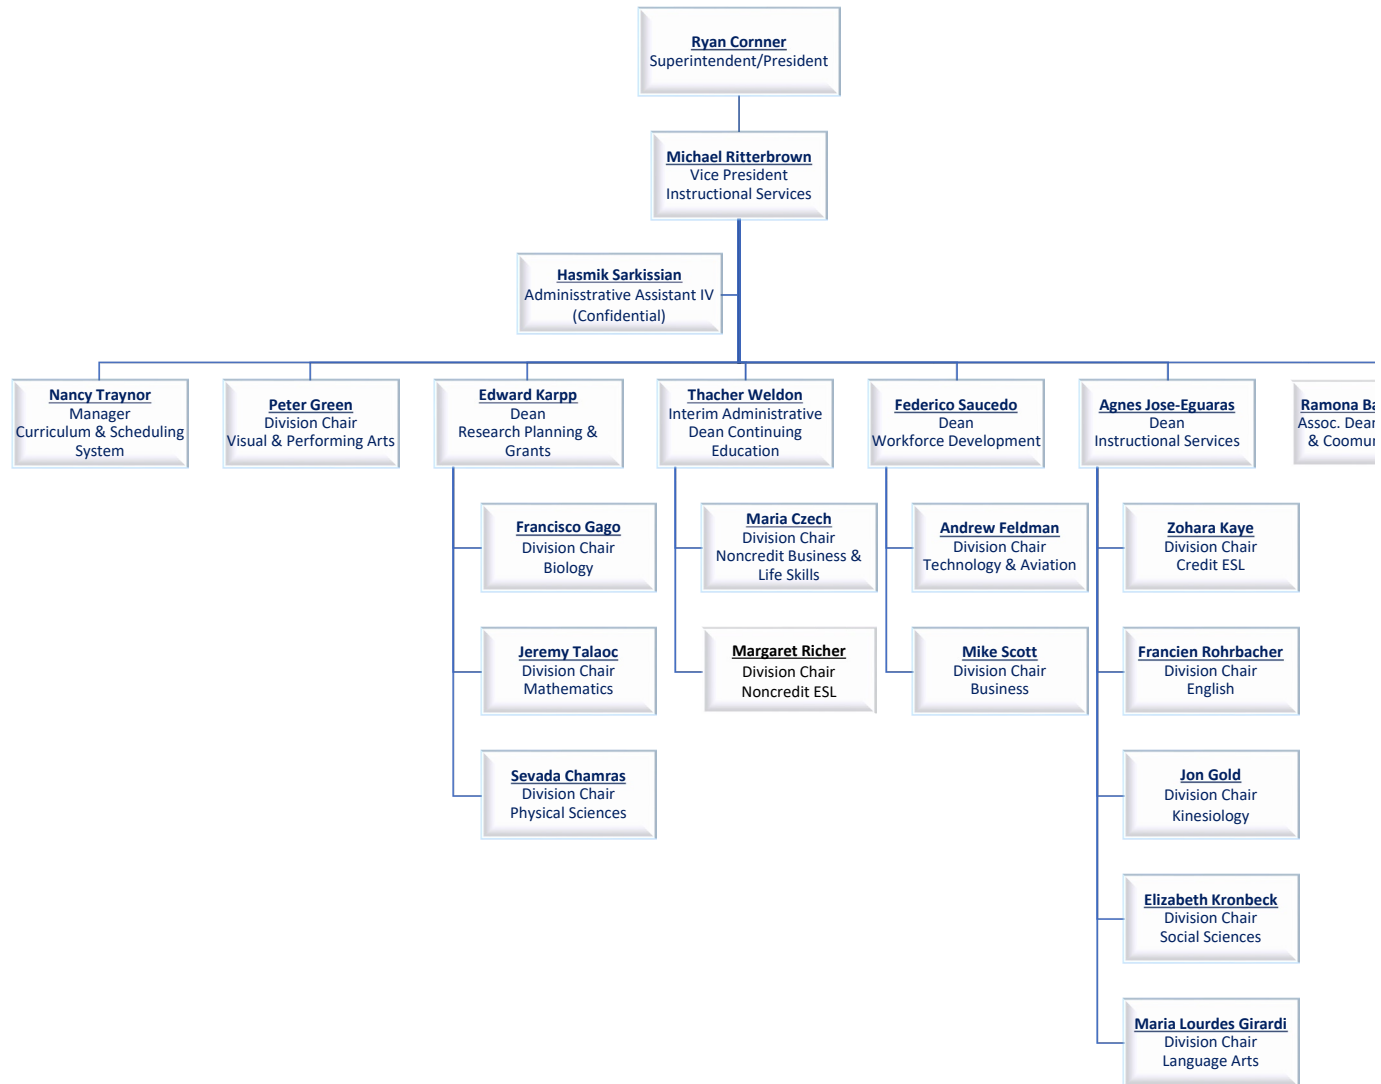 Ryan Cornner
Superintendent/President
Michael Ritterbrown
Vice President
Instructional Services
Hasmik Sarkissian
Adminisstrative Assistant IV
(Confidential)
Nancy Traynor
Manager
Curriculum & Scheduling
System
Peter Green
Division Chair
Visual & Performing Arts
Edward Karpp
Dean
Research Planning &
Grants
Thacher Weldon
Interim Administrative
Dean Continuing
Education
Federico Saucedo
Dean
Workforce Development
Agnes Jose-Eguaras
Dean
Instructional Services
Ramona
Assoc. Dean
&
Francisco Gago
Division Chair
Biology
Jeremy Talaoc
Division Chair
Mathematics
Sevada Chamras
Division Chair
Physical Sciences
Maria Czech
Division Chair
Noncredit Business &
Life Skills
Margaret Richer
Division Chair
Noncredit ESL
Andrew Feldman
Division Chair
Technology & Aviation
Mike Scott
Division Chair
Business
Zohara Kaye
Division Chair
Credit ESL
Francien Rohrbacher
Division Chair
English
Jon Gold
Division Chair
Kinesiology
Elizabeth Kronbeck
Division Chair
Social Sciences
Maria Lourdes Girardi
Division Chair
Language Arts